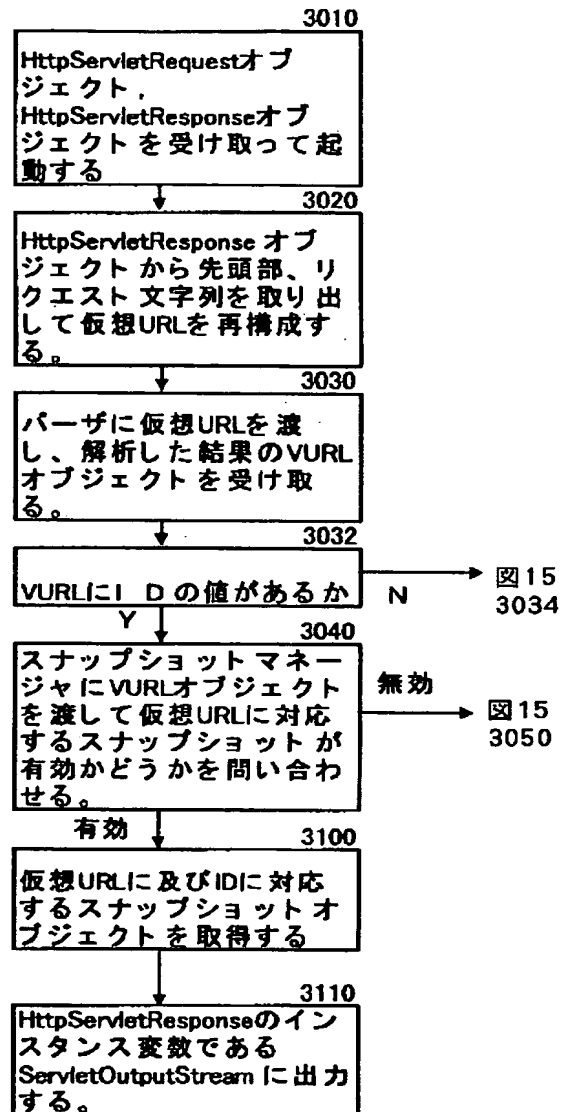 3010
HttpServletRequestオブ
ジェクト,
HttpServletResponseオブ
ジェクトを受け取って起
動する
3020
HttpServletResponse オブ
ジェクトから先頭部、リ
クエスト文字列を取り出
して仮想URLを再構成す
る。
3030
パーザに仮想URLを渡
し、解析した結果のVURL
オブジェクトを受け取
る。
3032
VURLにIDの値があるか
N
図15
3034
Y
3040
スナップショットマネー
ジャにVURLオブジェクト
を渡して仮想URLに対応
するスナップショットが
有効かどうかを問い合わ
せる。
無効
図15
3050
有効
3100
仮想URLに及びIDに対応
するスナップショットオ
ブジェクトを取得する
3110
HttpServletResponseのイン
スタンス変数である
ServletOutputStream に出力
する。